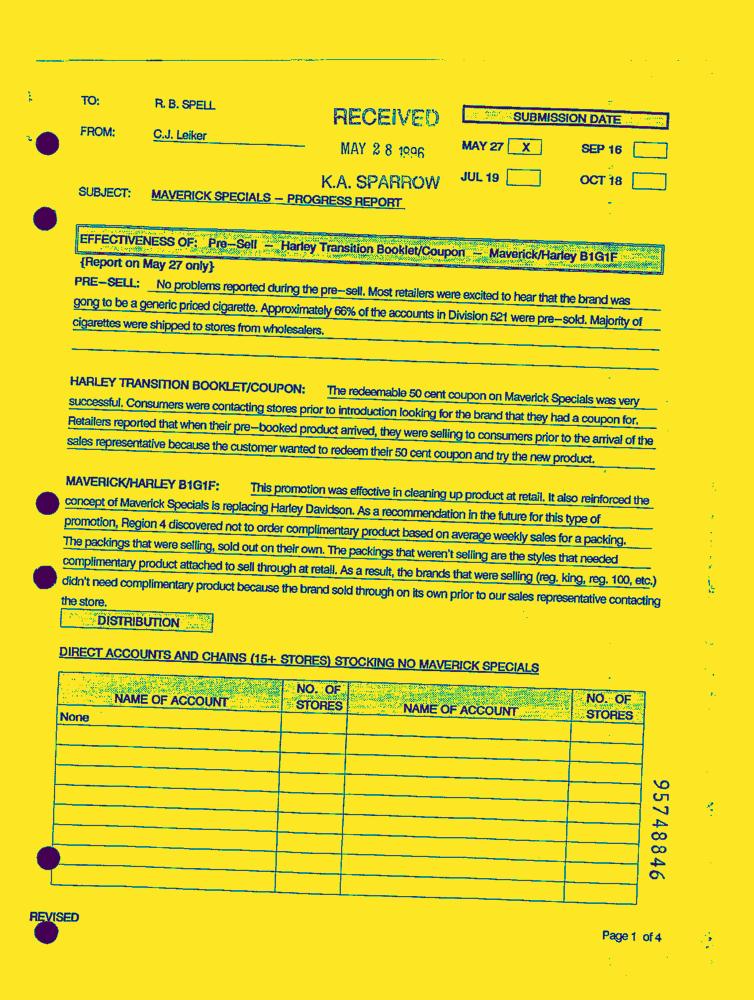 TO: R. B. SPELL
FROM: C.J. Leiker
RECEIVED
MAY 28 1996
K.A. SPARROW
SUBMISSION DATE
MAY 27 X SEP 16
JUL 19 OCT 18
SUBJECT: MAVERICK SPECIALS – PROGRESS REPORT
EFFECTIVENESS OF: Pre–Sell – Harley Transition Booklet/Coupon – Maverick/Harley B1G1F
{Report on May 27 only}
PRE–SELL: No problems reported during the pre–sell. Most retailers were excited to hear that the brand was
gong to be a generic priced cigarette. Approximately 66% of the accounts in Division 521 were pre–sold. Majority of
cigarettes were shipped to stores from wholesalers.
HARLEY TRANSITION BOOKLET/COUPON: The redeemable 50 cent coupon on Maverick Specials was very
successful. Consumers were contacting stores prior to introduction looking for the brand that they had a coupon for.
Retailers reported that when their pre–booked product arrived, they were selling to consumers prior to the arrival of the
sales representative because the customer wanted to redeem their 50 cent coupon and try the new product.
MAVERICK/HARLEY B1G1F: This promotion was effective in cleaning up product at retail. It also reinforced the
concept of Maverick Specials is replacing Harley Davidson. As a recommendation in the future for this type of
promotion, Region 4 discovered not to order complimentary product based on average weekly sales for a packing.
The packings that were selling, sold out on their own. The packings that weren't selling are the styles that needed
complimentary product attached to sell through at retail. As a result, the brands that were selling (reg. king, reg. 100, etc.)
didn't need complimentary product because the brand sold through on its own prior to our sales representative contacting
the store.
DISTRIBUTION
DIRECT ACCOUNTS AND CHAINS (15+ STORES) STOCKING NO MAVERICK SPECIALS
NAME OF ACCOUNT NO. OF STORES NAME OF ACCOUNT NO. OF STORES
None
95748846
REVISED
Page 1 of 4